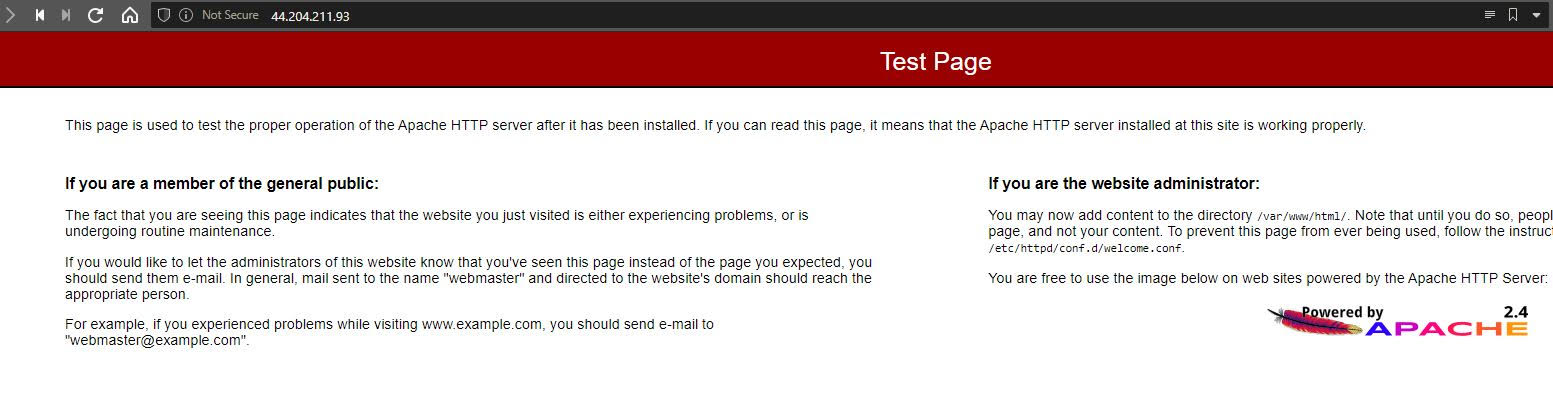 Not Secure 44.204.211.93
Test Page
This page is used to test the proper operation of the Apache HTTP server after it has been installed. If you can read this page, it means that the Apache HTTP server installed at this site is working properly.
If you are a member of the general public:
The fact that you are seeing this page indicates that the website you just visited is either experiencing problems, or is
undergoing routine maintenance.
If you would like to let the administrators of this website know that you've seen this page instead of the page you expected, you
should send them e-mail. In general, mail sent to the name "webmaster" and directed to the website's domain should reach the
appropriate person.
For example, if you experienced problems while visiting www.example.com, you should send e-mail to
"webmaster@example.com".
If you are the website administrator:
You may now add content to the directory /var/www/html/. Note that until you do so, peopl
page, and not your content. To prevent this page from ever being used, follow the instruct
/etc/httpd/conf.d/welcome.conf.
You are free to use the image below on web sites powered by the Apache HTTP Server:
Powered by 2.4
APACHE